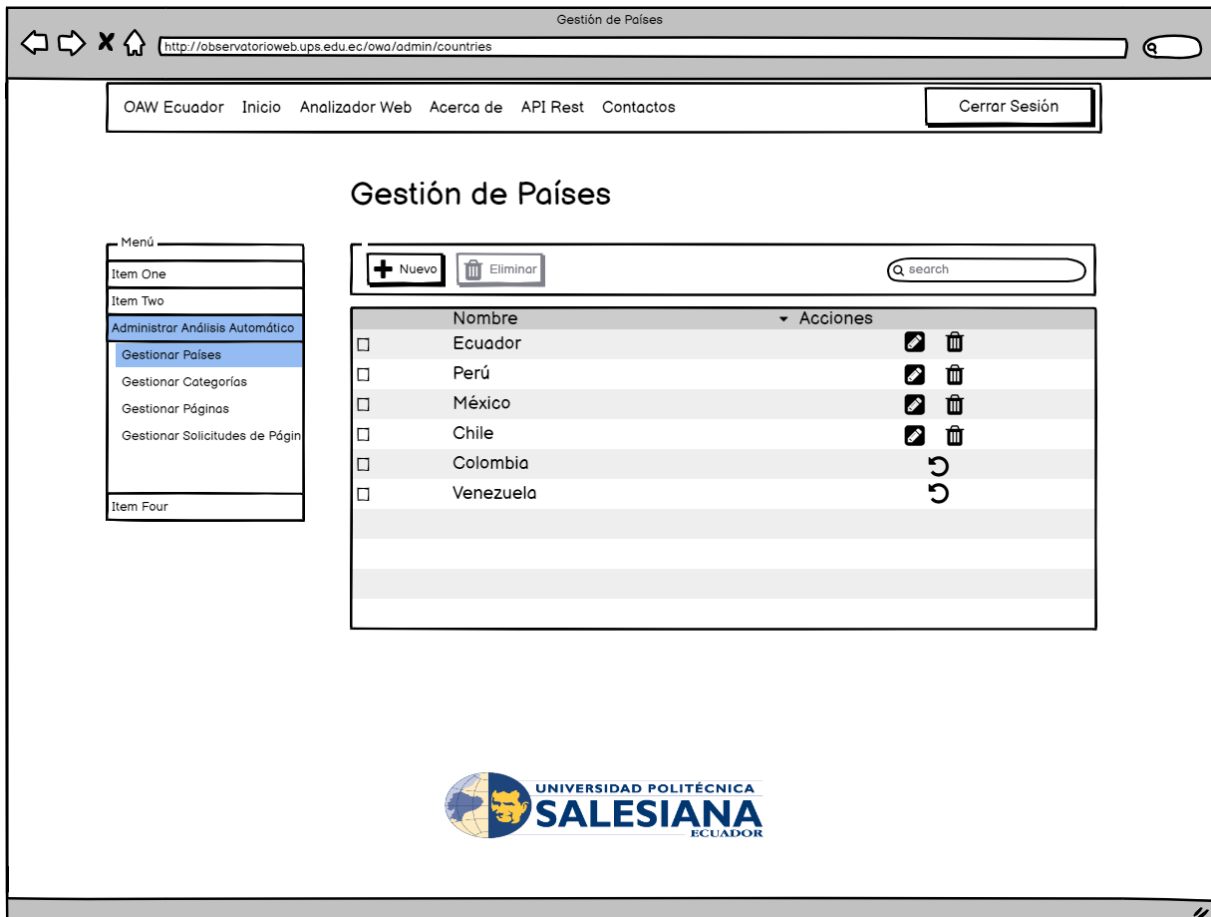 Gestión de Países
http://observatorioweb.ups.edu.ec/owa/admin/countries
OAW Ecuador Inicio Analizador Web Acerca de API Rest Contactos Cerrar Sesión
Gestión de Países
Menú
Item One
Item Two
Administrar Análisis Automático
Gestionar Países
Gestionar Categorías
Gestionar Páginas
Gestionar Solicitudes de Págin
Item Four
Nuevo Eliminar search
Nombre Acciones
Ecuador
Perú
México
Chile
Colombia
Venezuela
UNIVERSIDAD POLITÉCNICA
SALESIANA
ECUADOR